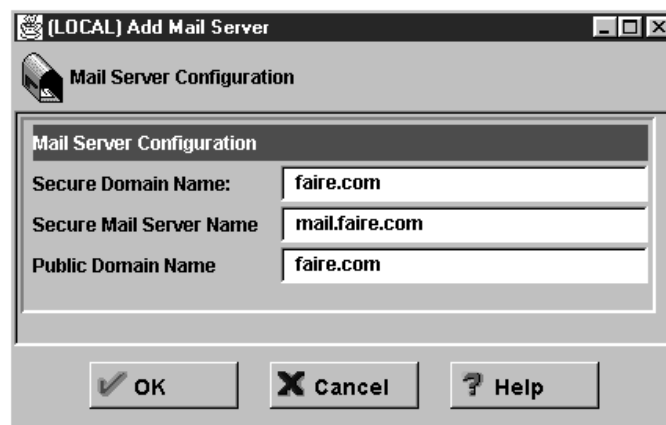 (LOCAL) Add Mail Server
Mail Server Configuration
Mail Server Configuration
Secure Domain Name: faire.com
Secure Mail Server Name mail.faire.com
Public Domain Name faire.com
OK Cancel Help